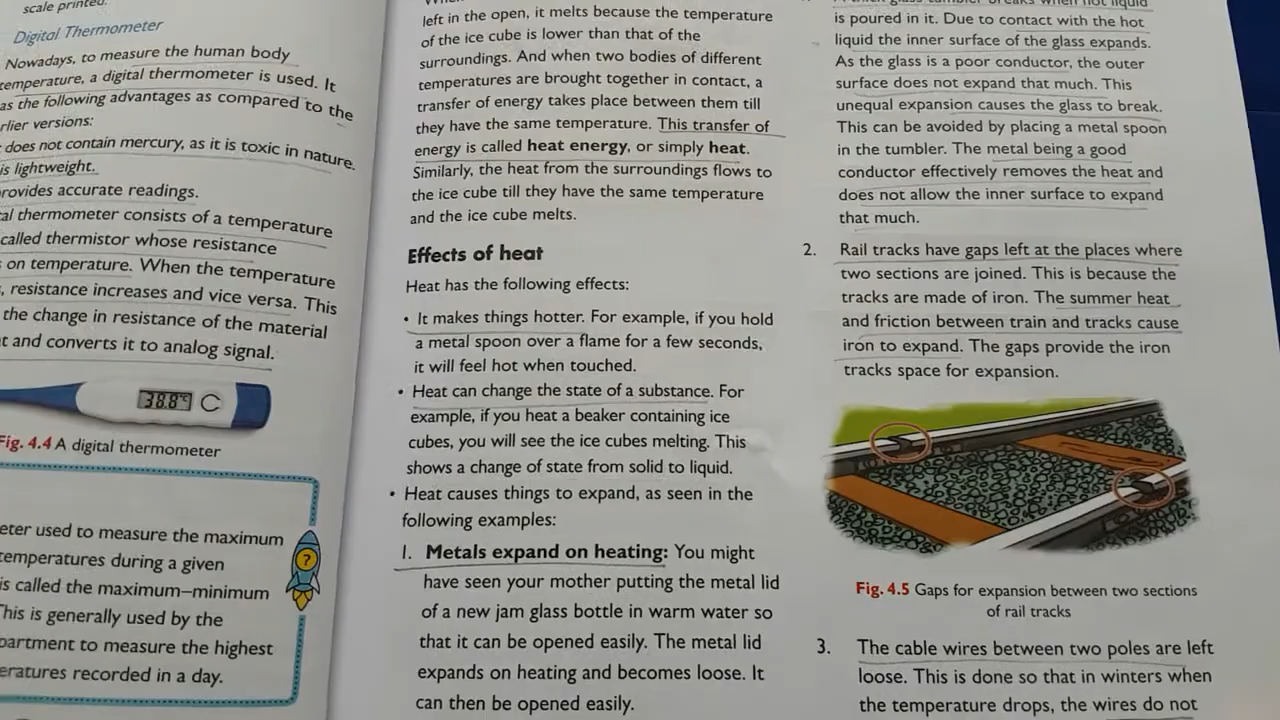 scale printed.
Digital Thermometer
Nowadays, to measure the human body
temperature, a digital thermometer is used. It
as the following advantages as compared to the
rlier versions:
does not contain mercury, as it is toxic in nature.
is lightweight.
rovides accurate readings.
al thermometer consists of a temperature
called thermistor whose resistance
on temperature. When the temperature
, resistance increases and vice versa. This
the change in resistance of the material
t and converts it to analog signal.
38.8°C
C
Fig. 4.4 A digital thermometer
eter used to measure the maximum
temperatures during a given
is called the maximum–minimum
This is generally used by the
partment to measure the highest
eratures recorded in a day.
?
left in the open, it melts because the temperature
of the ice cube is lower than that of the
surroundings. And when two bodies of different
temperatures are brought together in contact, a
transfer of energy takes place between them till
they have the same temperature. This transfer of
energy is called heat energy, or simply heat.
Similarly, the heat from the surroundings flows to
the ice cube till they have the same temperature
and the ice cube melts.
Effects of heat
Heat has the following effects:
• It makes things hotter. For example, if you hold
a metal spoon over a flame for a few seconds,
it will feel hot when touched.
• Heat can change the state of a substance. For
example, if you heat a beaker containing ice
cubes, you will see the ice cubes melting. This
shows a change of state from solid to liquid.
• Heat causes things to expand, as seen in the
following examples:
1. Metals expand on heating: You might
have seen your mother putting the metal lid
of a new jam glass bottle in warm water so
that it can be opened easily. The metal lid
expands on heating and becomes loose. It
can then be opened easily.
glass tumbler breaks when hot liquid
is poured in it. Due to contact with the hot
liquid the inner surface of the glass expands.
As the glass is a poor conductor, the outer
surface does not expand that much. This
unequal expansion causes the glass to break.
This can be avoided by placing a metal spoon
in the tumbler. The metal being a good
conductor effectively removes the heat and
does not allow the inner surface to expand
that much.
2. Rail tracks have gaps left at the places where
two sections are joined. This is because the
tracks are made of iron. The summer heat
and friction between train and tracks cause
iron to expand. The gaps provide the iron
tracks space for expansion.
Fig. 4.5 Gaps for expansion between two sections
of rail tracks
3. The cable wires between two poles are left
loose. This is done so that in winters when
the temperature drops, the wires do not